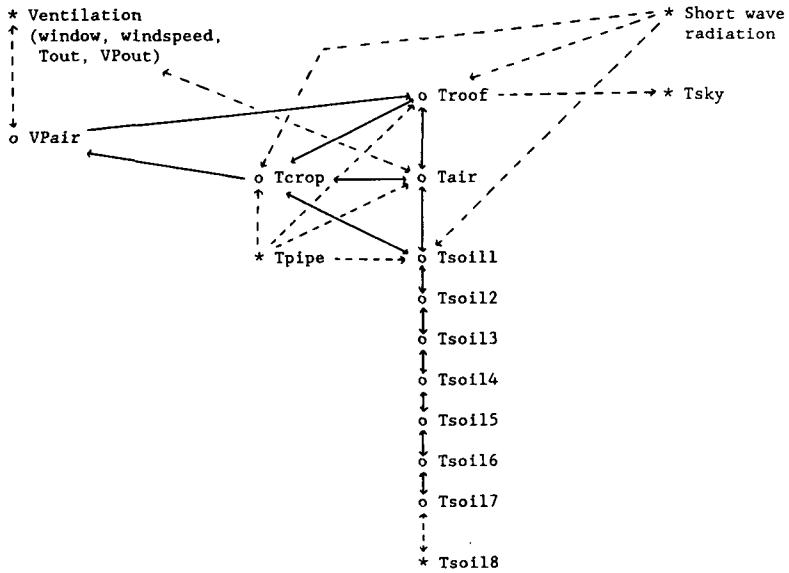 * Ventilation
(window, windspeed,
Tout, VPout)
* Short wave
radiation
o Troof
* Tsky
o VPair
o Tcrop
o Tair
* Tpipe
o Tsoil1
o Tsoil2
o Tsoil3
o Tsoil4
o Tsoil5
o Tsoil6
o Tsoil7
* Tsoil8